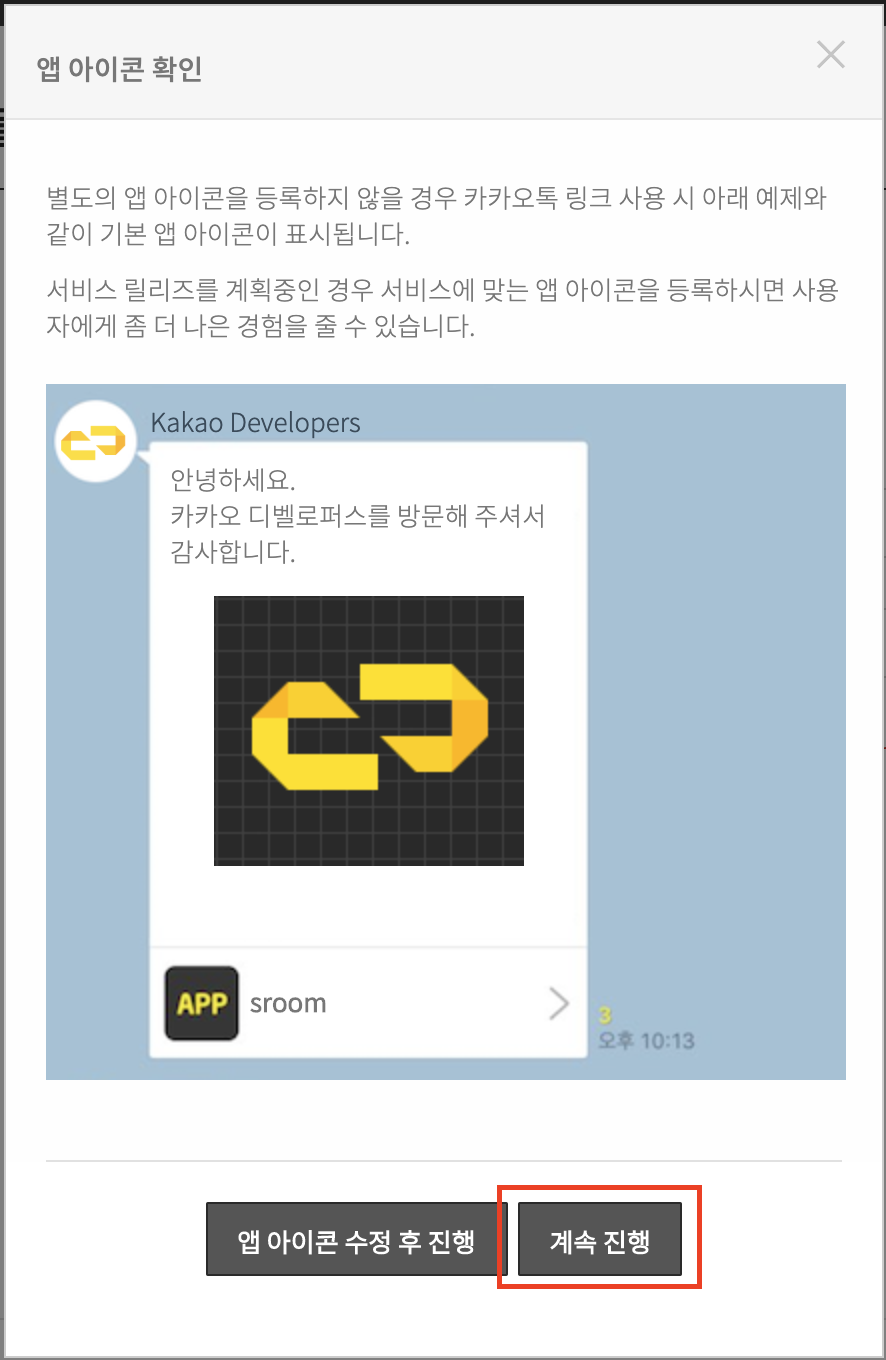 앱 아이콘 확인
별도의 앱 아이콘을 등록하지 않을 경우 카카오톡 링크 사용 시 아래 예제와
같이 기본 앱 아이콘이 표시됩니다.
서비스 릴리즈를 계획중인 경우 서비스에 맞는 앱 아이콘을 등록하시면 사용
자에게 좀 더 나은 경험을 줄 수 있습니다.
Kakao Developers
안녕하세요.
카카오 디벨로퍼스를 방문해 주셔서
감사합니다.
APP sroom
3
오후 10:13
앱 아이콘 수정 후 진행 계속 진행